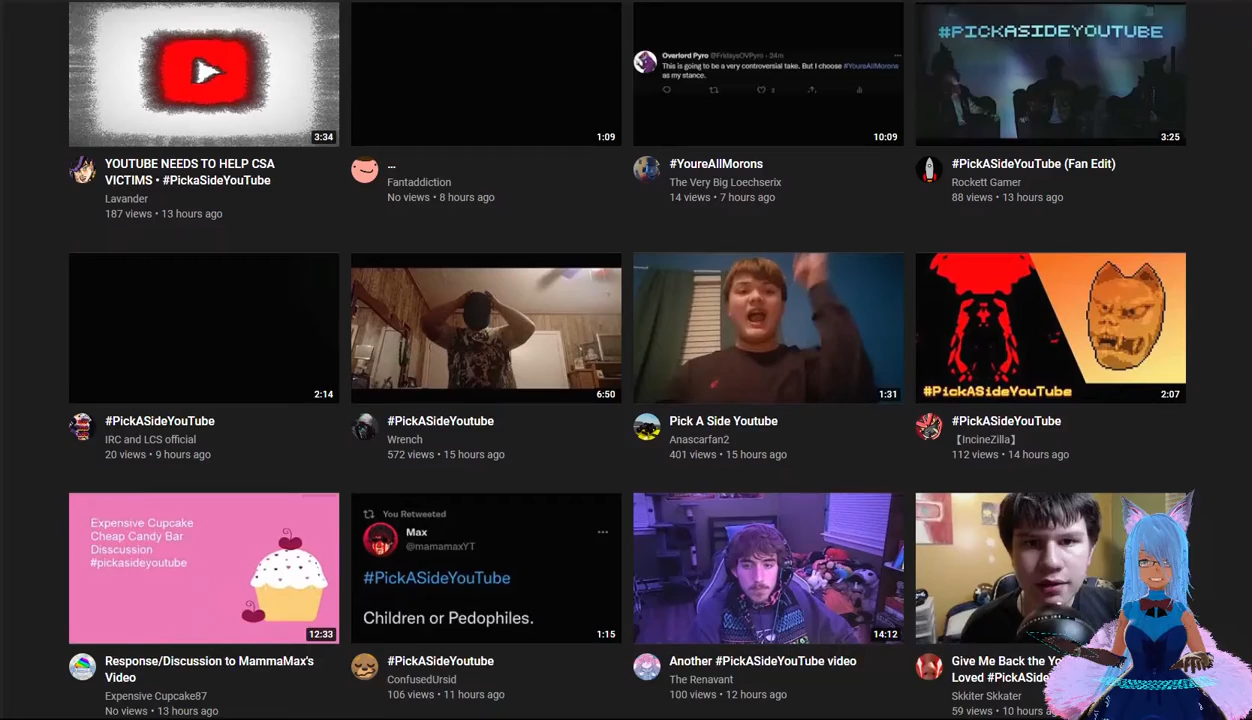 3:34
1:09
Overlord Pyro @FridaysOVPyro · 24m
This is going to be a very controversial take. But I choose #YoureAllMorons
as my stance.
10:09
#PICKASIDEYOUTUBE
3:25
YOUTUBE NEEDS TO HELP CSA
VICTIMS • #PickaSideYouTube
Lavander
187 views • 13 hours ago
...
Fantaddiction
No views • 8 hours ago
#YoureAllMorons
The Very Big Loechserix
14 views • 7 hours ago
#PickASideYouTube (Fan Edit)
Rockett Gamer
88 views • 13 hours ago
2:14
6:50
1:31
#PickASideYouTube
2:07
#PickASideYouTube
IRC and LCS official
20 views • 9 hours ago
#PickASideYoutube
Wrench
572 views • 15 hours ago
Pick A Side Youtube
Anascarfan2
401 views • 15 hours ago
#PickASideYouTube
【IncineZilla】
112 views • 14 hours ago
Expensive Cupcake
Cheap Candy Bar
Disscussion
#pickasideyoutube
12:33
You Retweeted
Max
@mamamaxYT
#PickASideYouTube
Children or Pedophiles.
1:15
14:12
Response/Discussion to MammaMax's
Video
Expensive Cupcake87
No views • 13 hours ago
#PickASideYoutube
ConfusedUrsid
106 views • 11 hours ago
Another #PickASideYouTube video
The Renavant
100 views • 12 hours ago
Give Me Back the Yo
Loved #PickASide
Skkiter Skkater
59 views • 10 hours